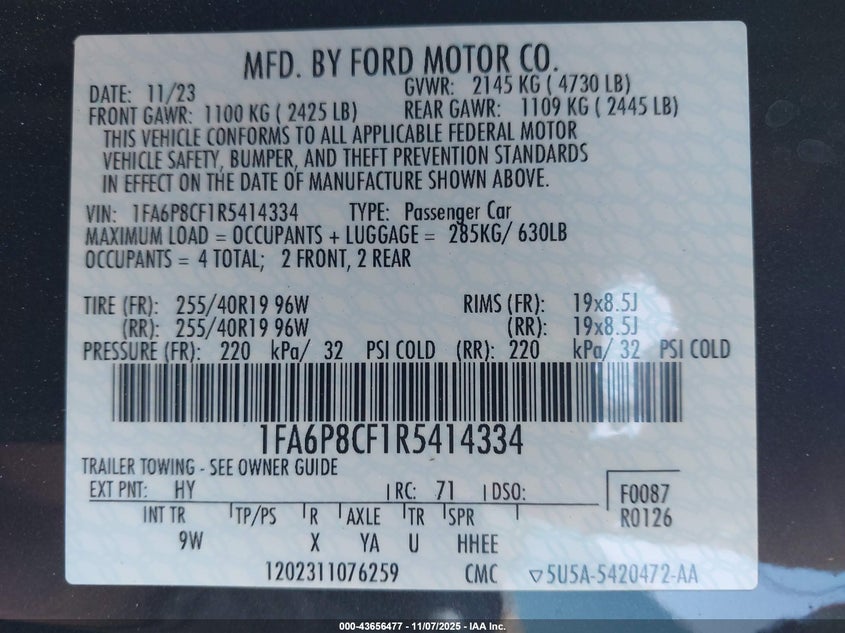 MFD. BY FORD MOTOR CO.
DATE: 11/23 GVWR: 2145 KG ( 4730 LB)
FRONT GAWR: 1100 KG ( 2425 LB) REAR GAWR: 1109 KG ( 2445 LB)
THIS VEHICLE CONFORMS TO ALL APPLICABLE FEDERAL MOTOR
VEHICLE SAFETY, BUMPER, AND THEFT PREVENTION STANDARDS
IN EFFECT ON THE DATE OF MANUFACTURE SHOWN ABOVE.
VIN: 1FA6P8CF1R5414334 TYPE: Passenger Car
MAXIMUM LOAD = OCCUPANTS + LUGGAGE = 285KG/ 630LB
OCCUPANTS = 4 TOTAL; 2 FRONT, 2 REAR
TIRE (FR): 255/40R19 96W RIMS (FR): 19x8.5J
(RR): 255/40R19 96W (RR): 19x8.5J
PRESSURE (FR): 220 kPa/ 32 PSI COLD (RR): 220 kPa/ 32 PSI COLD
1FA6P8CF1R5414334
TRAILER TOWING - SEE OWNER GUIDE
EXT PNT: HY RC: 71 DSO: F0087
INT TR TP/PS R AXLE TR SPR R0126
9W X YA U HHEE
1202311076259 CMC ▽5U5A-5420472-AA
000-43656477 - 11/07/2025 - IAA Inc.